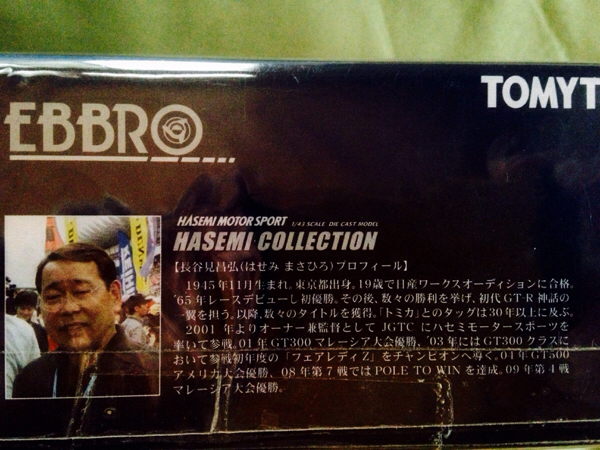 EBBRO
TOMYT
HASEMI MOTOR SPORT 1/43 SCALE DIE CAST MODEL
HASEMI COLLECTION
【長谷見昌弘(はせみ まさひろ)プロフィール】
1945年11月生まれ。東京都出身。19歳で日産ワークスオーディションに合格。
'65年レースデビューし初優勝。その後、数々の勝利を挙げ、初代GT-R神話の
一翼を担う。以降、数々のタイトルを獲得。「トミカ」とのタッグは30年以上に及ぶ。
2001年よりオーナー兼監督としてJGTCにハセミモータースポーツを
率いて参戦。01年GT300マレーシア大会優勝、'03年にはGT300クラスに
おいて参戦初年度の「フェアレディZ」をチャンピオンへ導く。04年GT500
アメリカ大会優勝、08年第7戦ではPOLE TO WINを達成。09年第4戦
マレーシア大会優勝。